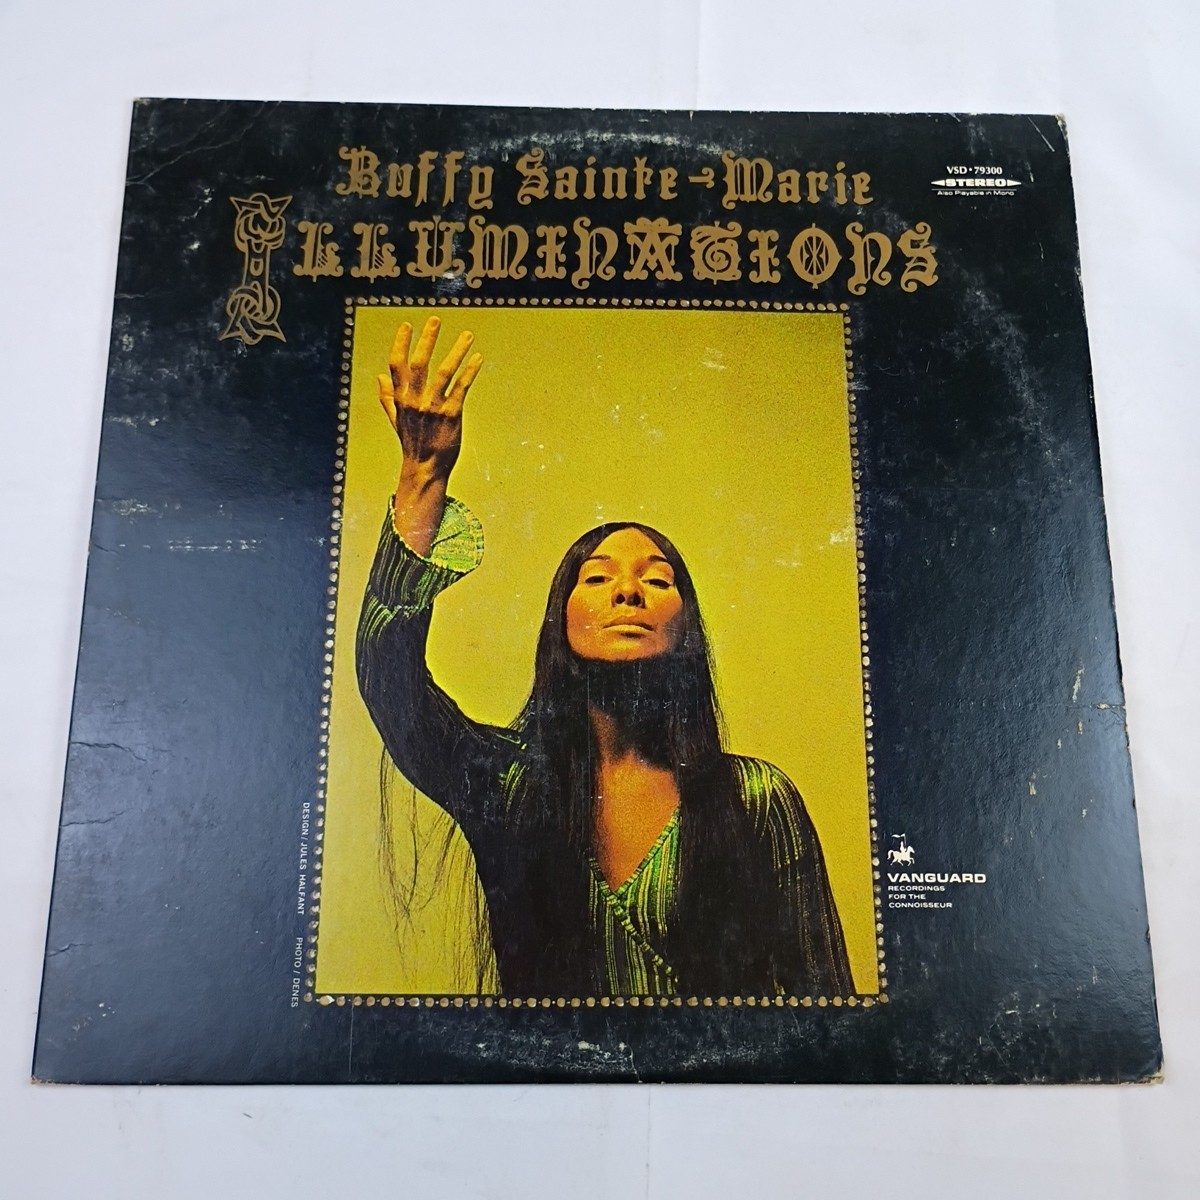 Buffy Sainte-Marie
ILLUMINATIONS
VSD • 79300
STEREO
Also Playable in Mono
DESIGN / JULES HALFANT PHOTO / DENES
VANGUARD
RECORDINGS
FOR THE
CONNOISSEUR